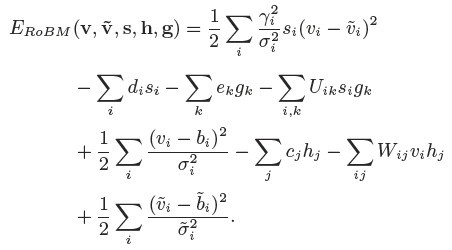 E_{RoBM}(\mathbf{v}, \tilde{\mathbf{v}}, \mathbf{s}, \mathbf{h}, \mathbf{g}) = \frac{1}{2} \sum_i \frac{\gamma_i^2}{\sigma_i^2} s_i (v_i - \tilde{v}_i)^2
- \sum_i d_i s_i - \sum_k e_k g_k - \sum_{i,k} U_{ik} s_i g_k
+ \frac{1}{2} \sum_i \frac{(v_i - b_i)^2}{\sigma_i^2} - \sum_j c_j h_j - \sum_{ij} W_{ij} v_i h_j
+ \frac{1}{2} \sum_i \frac{(\tilde{v}_i - \tilde{b}_i)^2}{\tilde{\sigma}_i^2}.